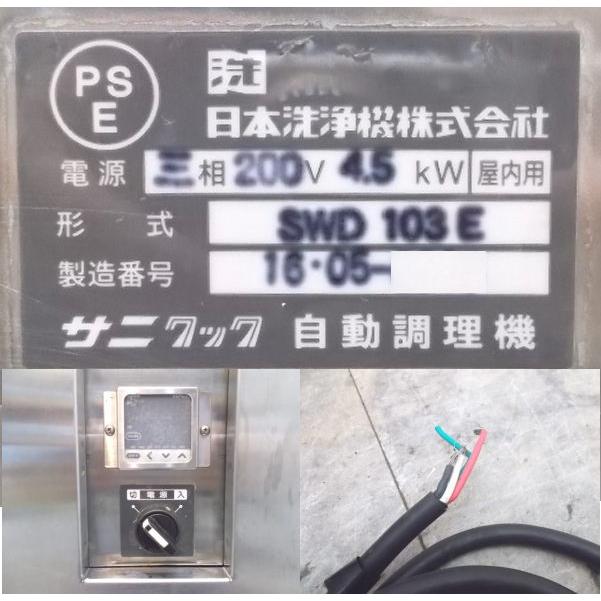 PS
E
日本洗浄機株式会社
電源 三相 200V 4.5 kW 屋内用
形式 SWD 103 E
製造番号 16・05-
サニクック 自動調理機
切 電源 入